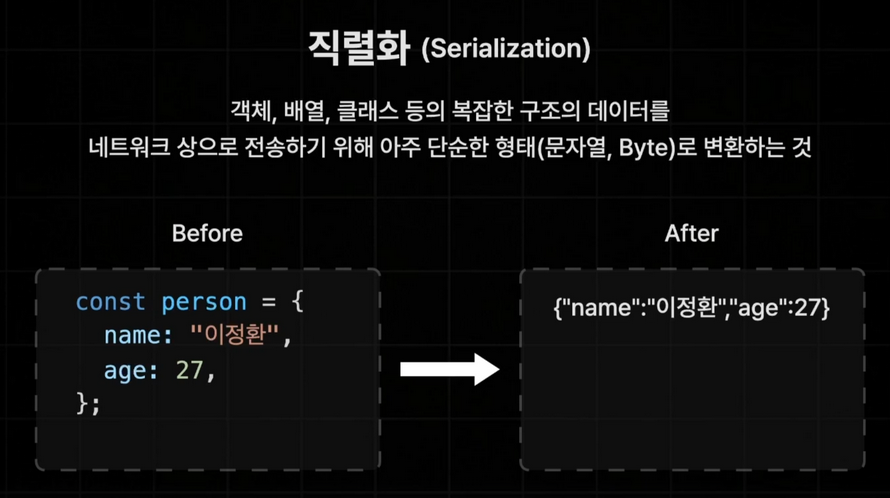 직렬화 (Serialization)
객체, 배열, 클래스 등의 복잡한 구조의 데이터를
네트워크 상으로 전송하기 위해 아주 단순한 형태(문자열, Byte)로 변환하는 것
Before
const person = {
  name: "이정환",
  age: 27,
};
After
{"name":"이정환","age":27}